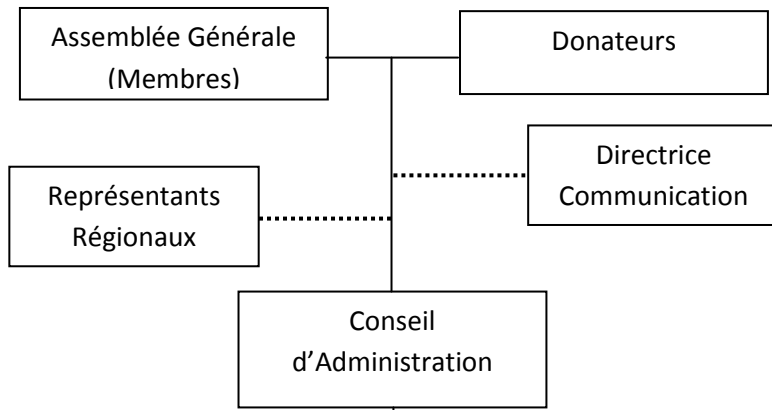 Assemblée Générale
(Membres)
Donateurs
Directrice
Communication
Représentants
Régionaux
Conseil
d’Administration